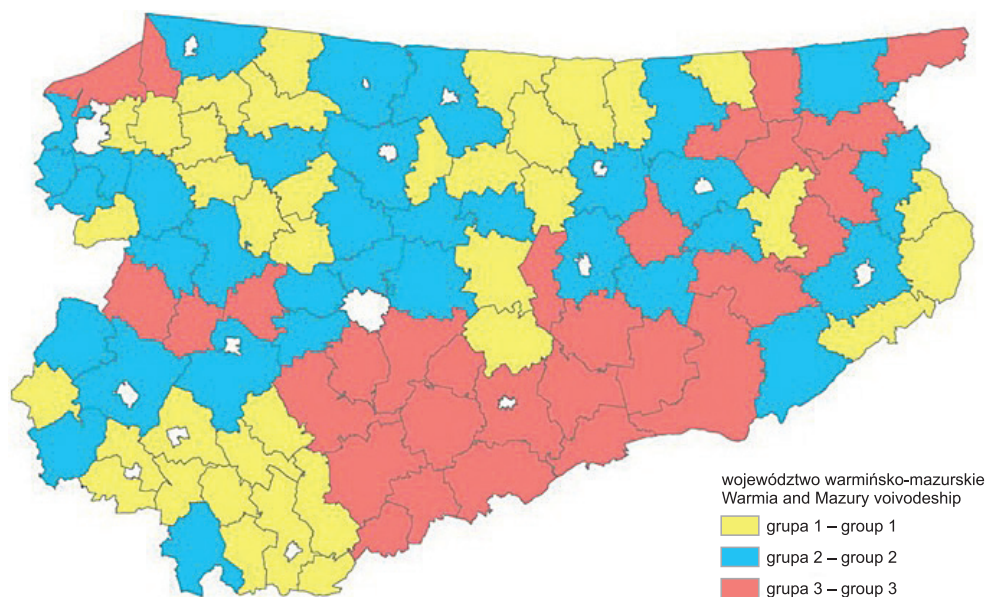 województwo warmińsko-mazurskie
Warmia and Mazury voivodeship
grupa 1 – group 1
grupa 2 – group 2
grupa 3 – group 3